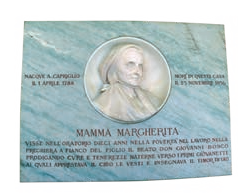 NACQUE A CAPRIGLIO
IL 1 APRILE 1788
MORÌ IN QUESTA CASA
IL 25 NOVEMBRE 1856
MAMMA MARGHERITA
VISSE NELL'ORATORIO DIECI ANNI NELLA POVERTÀ NEL LAVORO NELLA
PREGHIERA A FIANCO DEL FIGLIO IL BEATO DON GIOVANNI BOSCO
PRODIGANDO CURE E TENEREZZE MATERNE VERSO I PRIMI GIOVANETTI
AI QUALI APPRESTAVA IL CIBO LE VESTI E INSEGNAVA IL TIMOR DI DIO